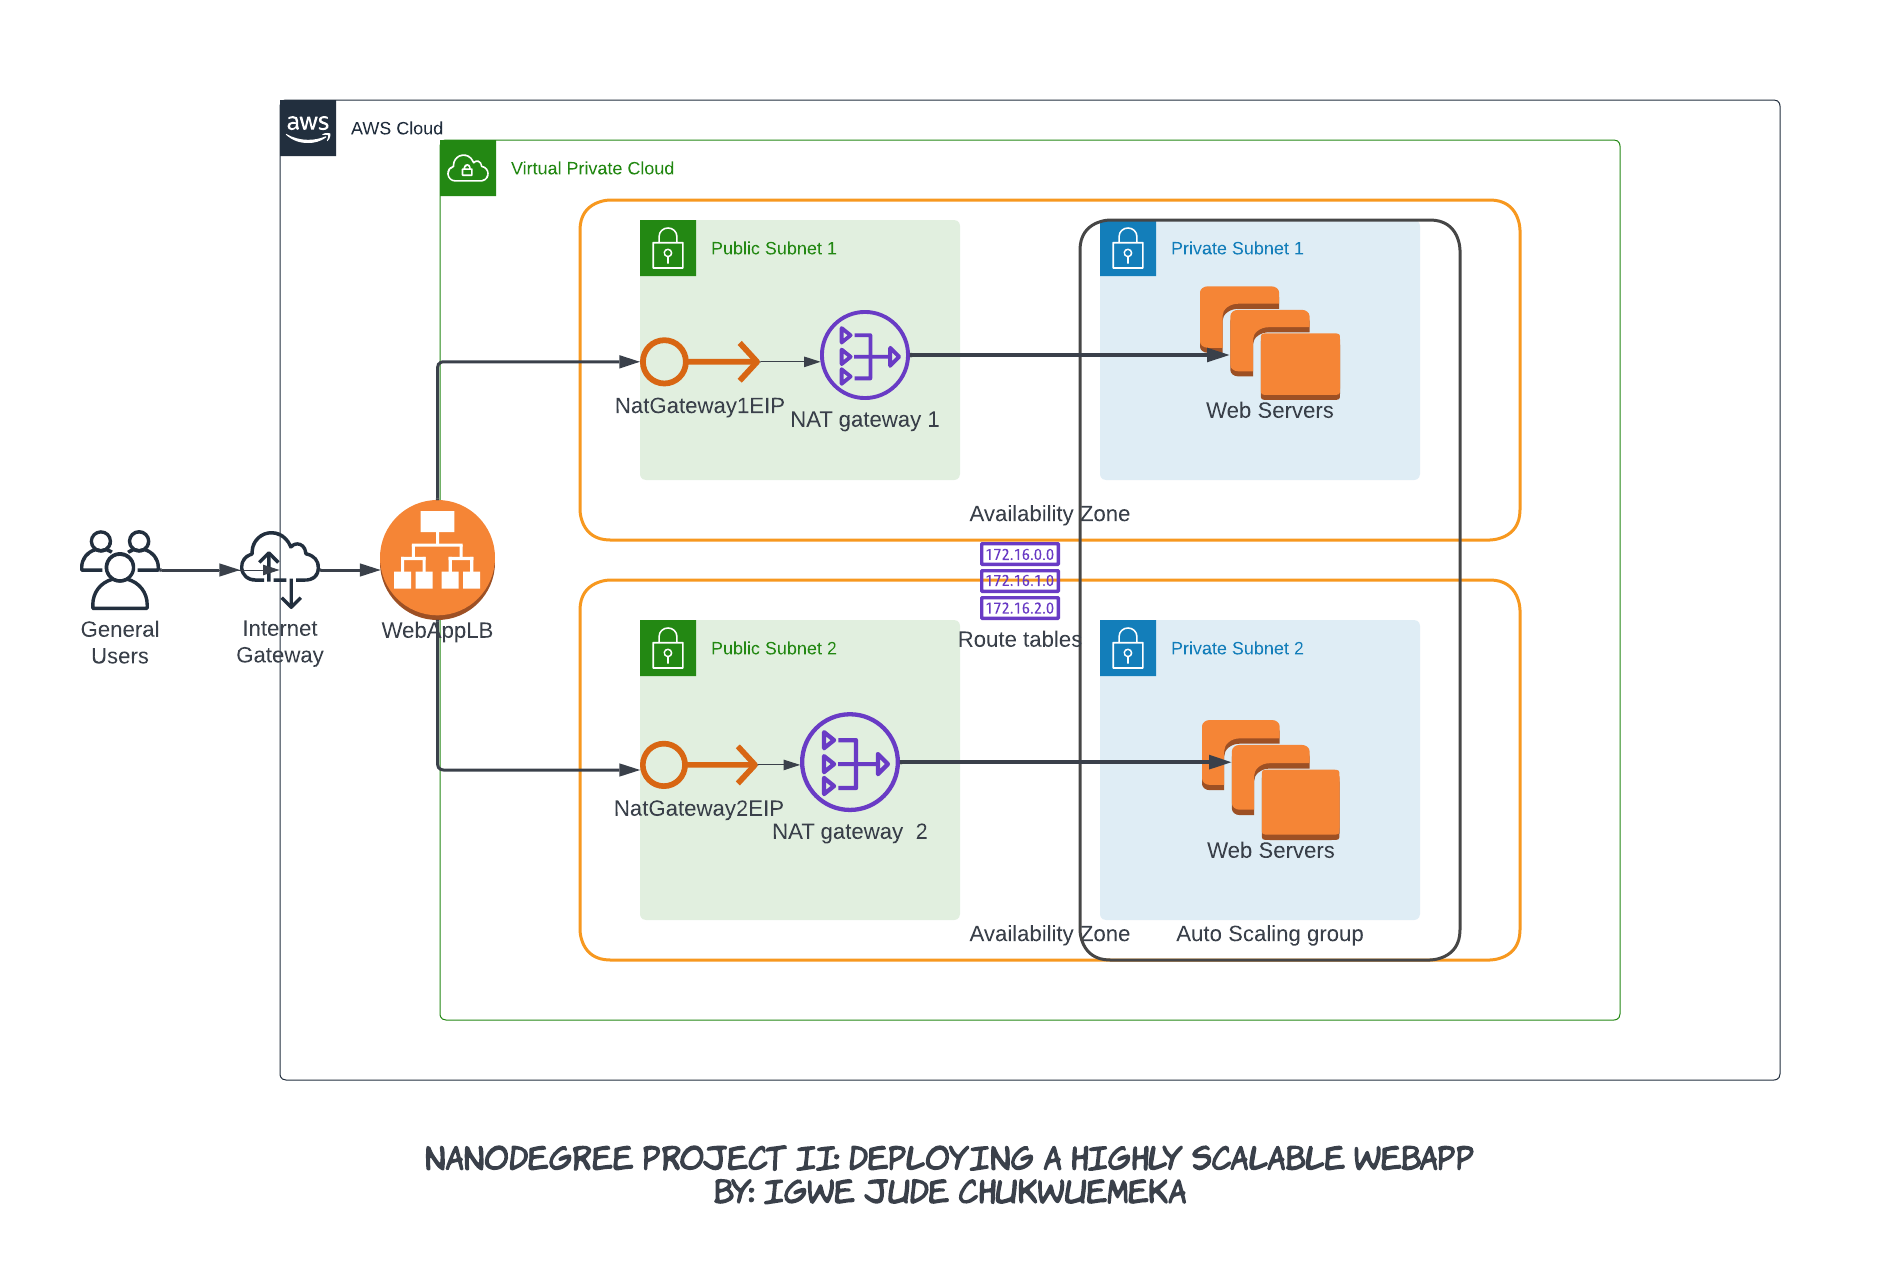 aws
AWS Cloud
Virtual Private Cloud
Public Subnet 1
Private Subnet 1
NatGateway1EIP
NAT gateway 1
Web Servers
Availability Zone
172.16.0.0
172.16.1.0
172.16.2.0
Route tables
General
Users
Internet
Gateway
WebAppLB
Public Subnet 2
Private Subnet 2
NatGateway2EIP
NAT gateway  2
Web Servers
Availability Zone
Auto Scaling group
NANODEGREE PROJECT II: DEPLOYING A HIGHLY SCALABLE WEBAPP
BY: IGWE JUDE CHUKWUEMEKA